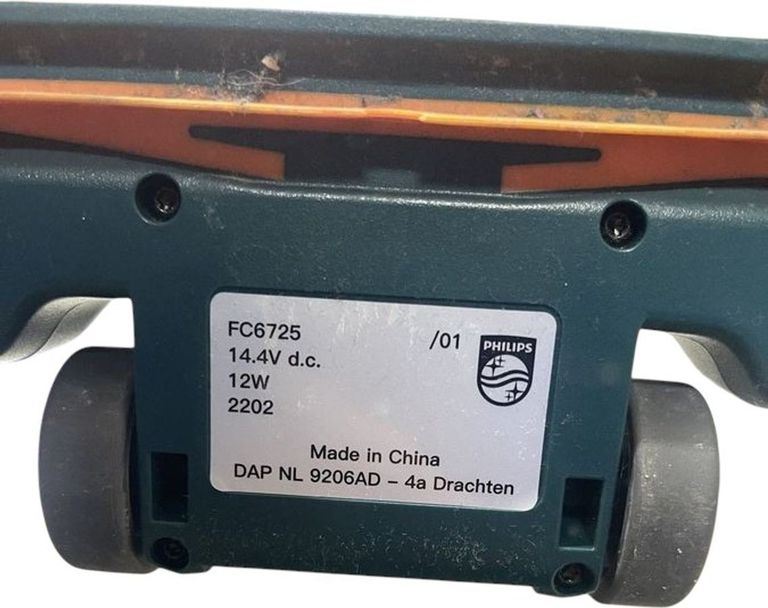 FC6725 /01
14.4V d.c.
12W
2202
PHILIPS
Made in China
DAP NL 9206AD – 4a Drachten